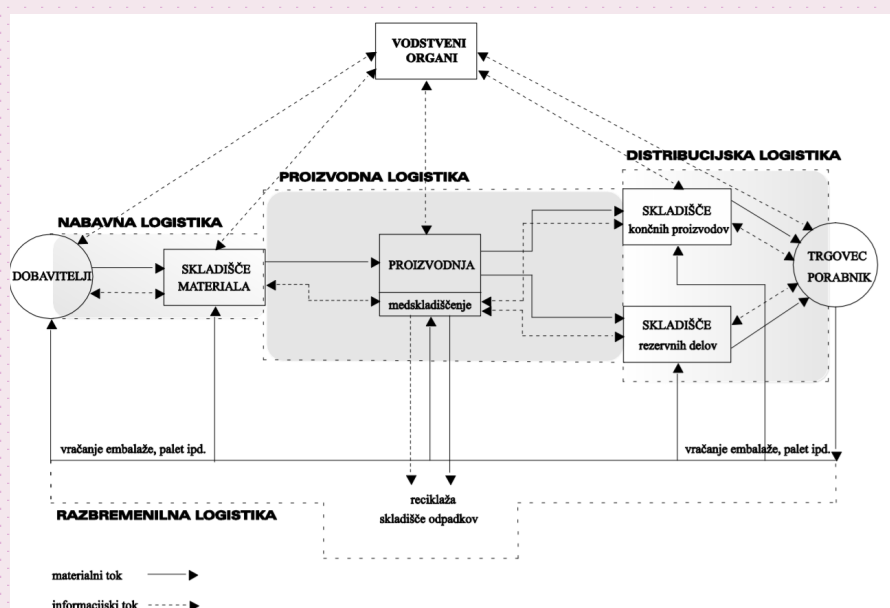 VODSTVENI
ORGANI
DISTRIBUCIJSKA LOGISTIKA
PROIZVODNA LOGISTIKA
NABAVNA LOGISTIKA
DOBAVITELJI
SKLADIŠČE
MATERIALA
PROIZVODNJA
medskladiščenje
SKLADIŠČE
končnih proizvodov
SKLADIŠČE
rezervnih delov
TRGOVEC
PORABNIK
vračanje embalaže, palet ipd.
vračanje embalaže, palet ipd.
reciklaža
skladišče odpadkov
RAZBREMENILNA LOGISTIKA
materialni tok
informacijski tok